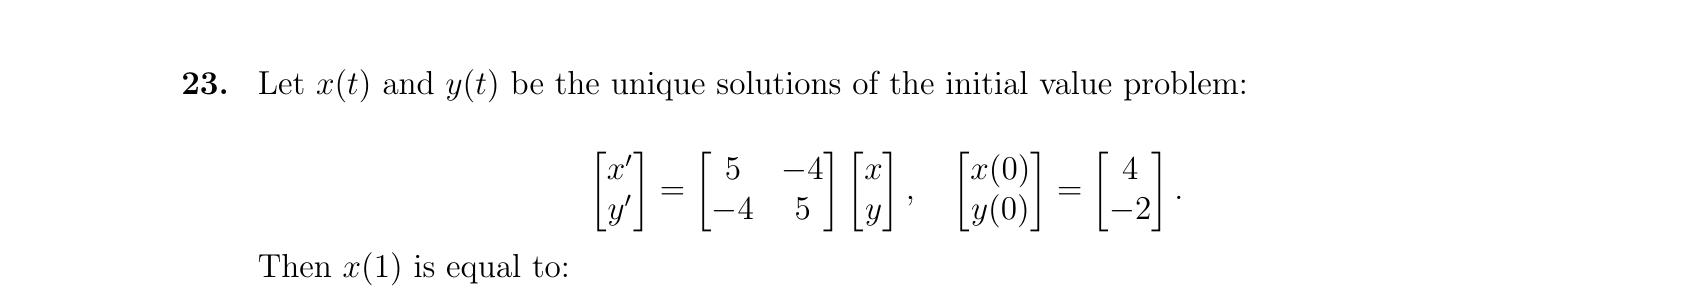 23. Let x(t) and y(t) be the unique solutions of the initial value problem:
[x′ y′] = [5 −4 −4 5] [x y], [x(0) y(0)] = [4 −2].
Then x(1) is equal to: